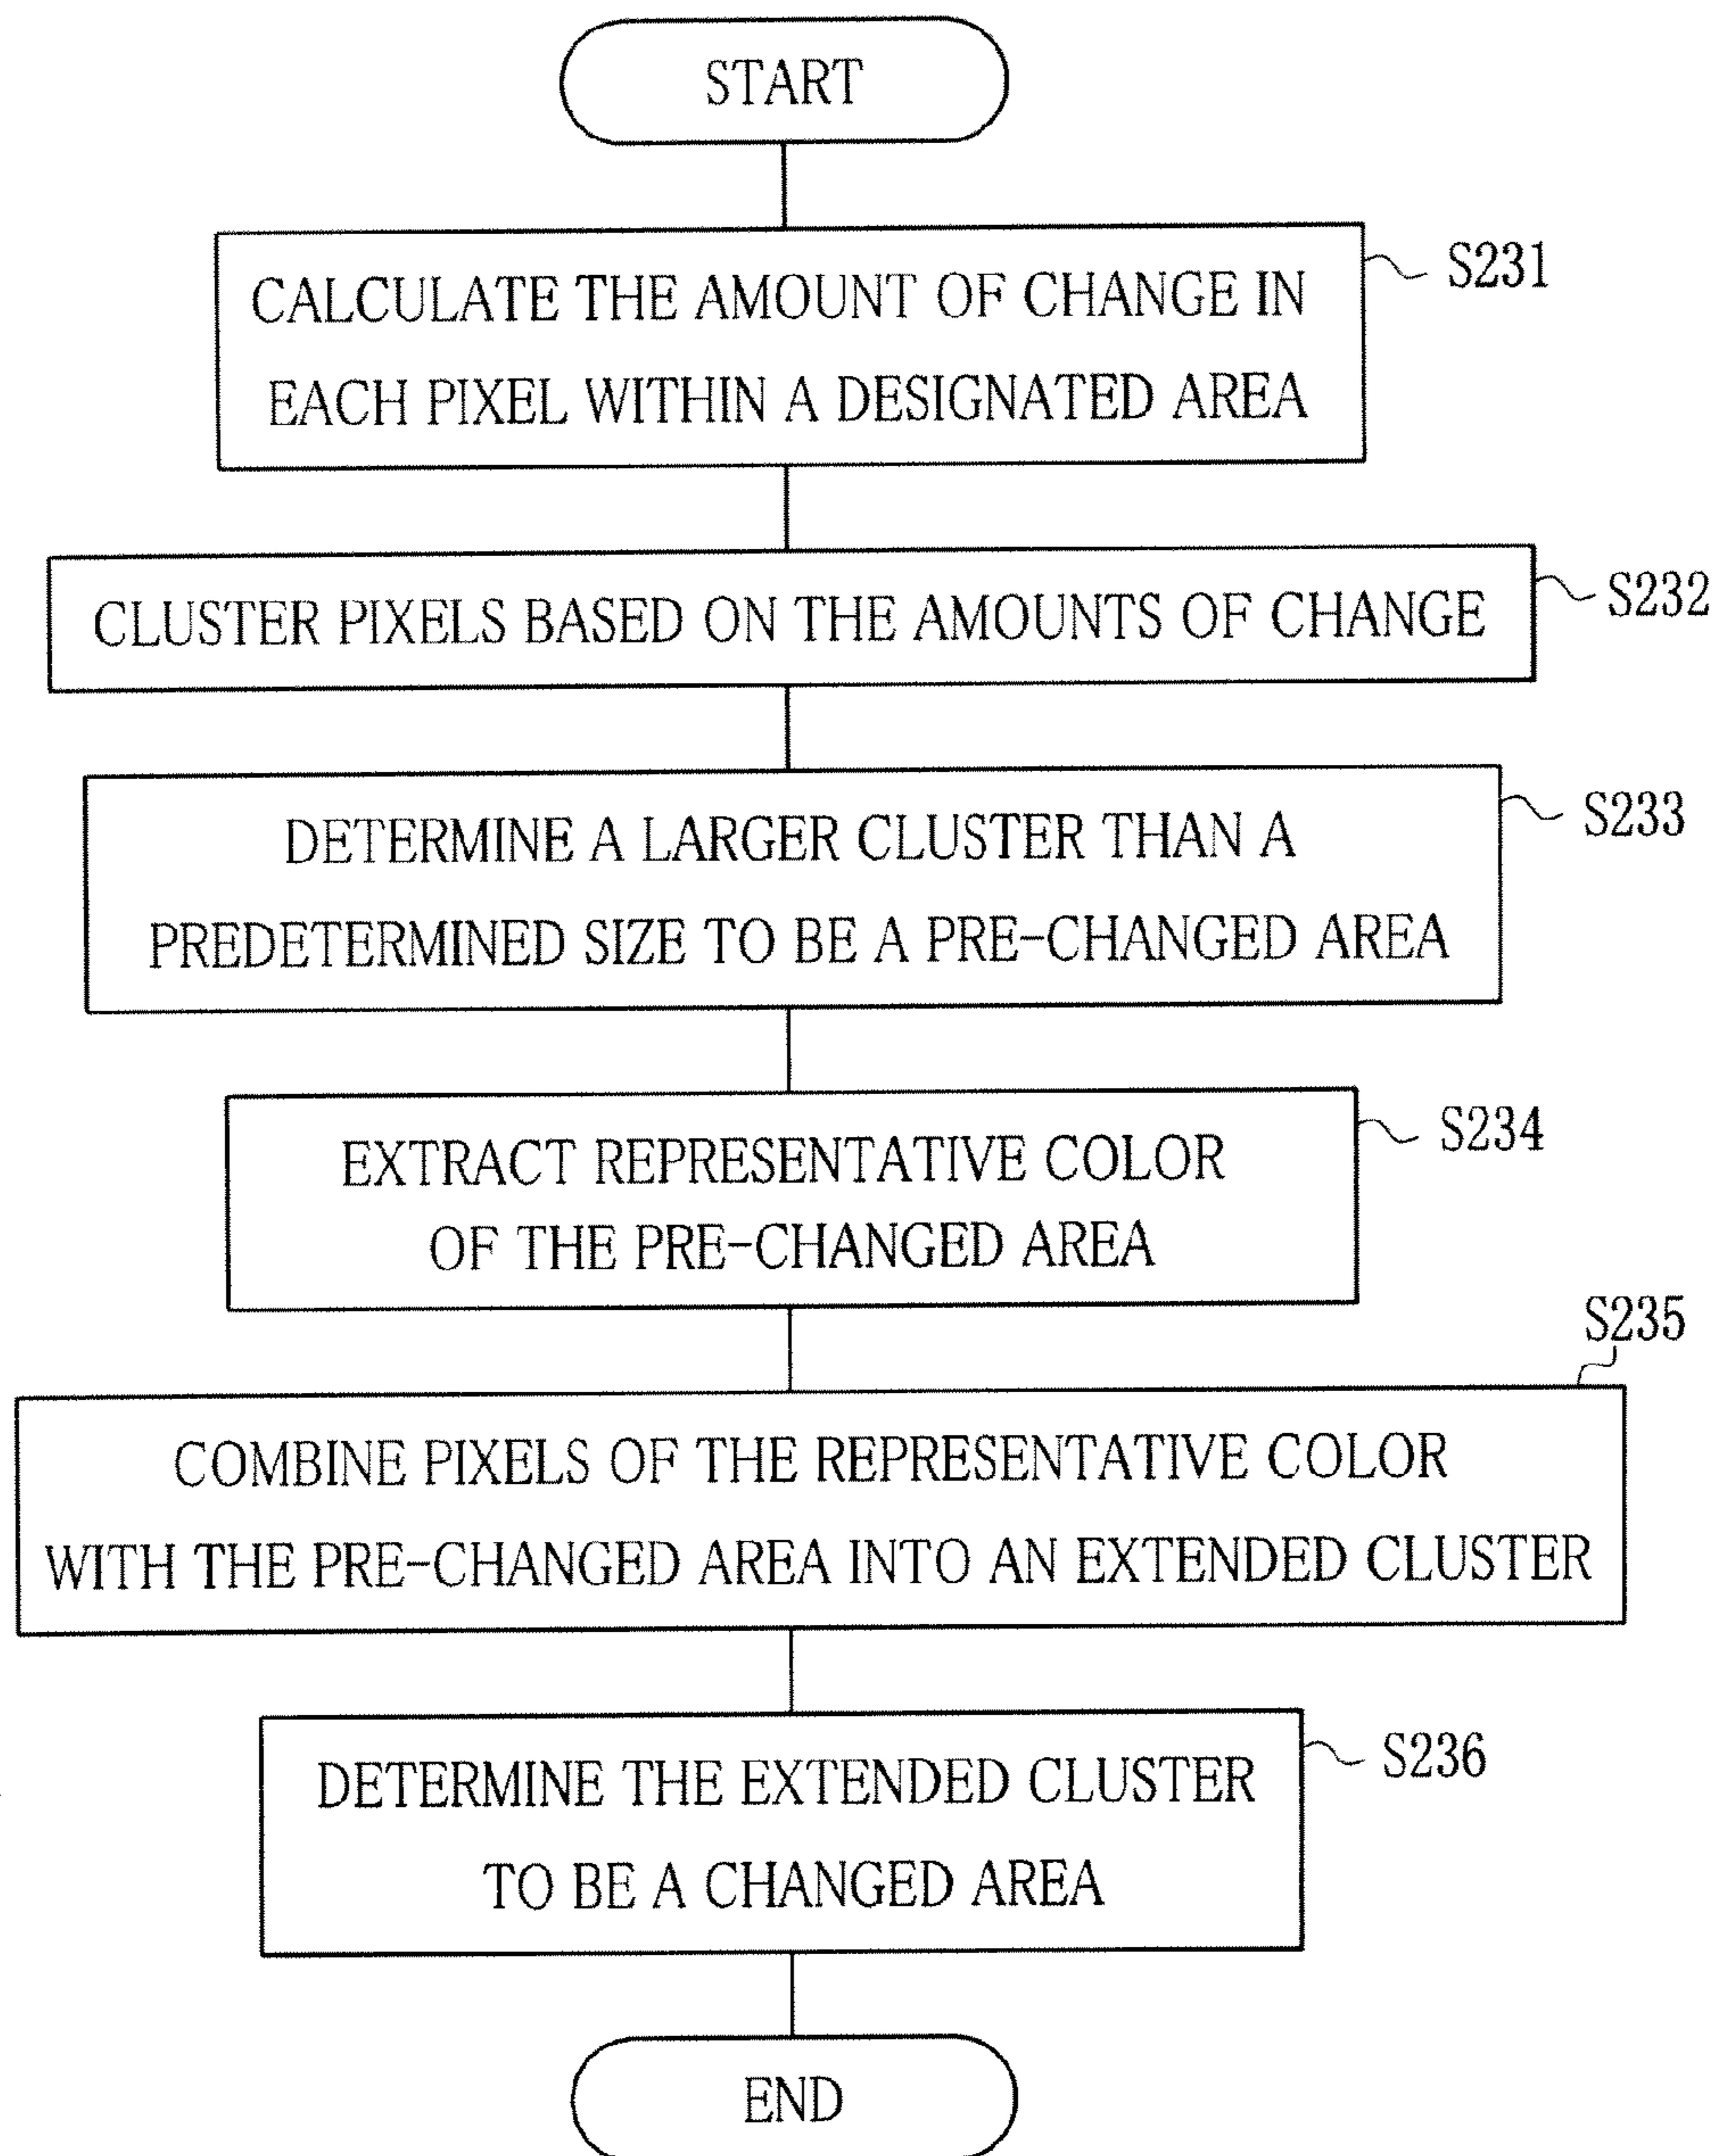 START
CALCULATE THE AMOUNT OF CHANGE IN
EACH PIXEL WITHIN A DESIGNATED AREA
S231
CLUSTER PIXELS BASED ON THE AMOUNTS OF CHANGE
S232
DETERMINE A LARGER CLUSTER THAN A
PREDETERMINED SIZE TO BE A PRE-CHANGED AREA
S233
EXTRACT REPRESENTATIVE COLOR
OF THE PRE-CHANGED AREA
S234
S235
COMBINE PIXELS OF THE REPRESENTATIVE COLOR
WITH THE PRE-CHANGED AREA INTO AN EXTENDED CLUSTER
DETERMINE THE EXTENDED CLUSTER
TO BE A CHANGED AREA
S236
END